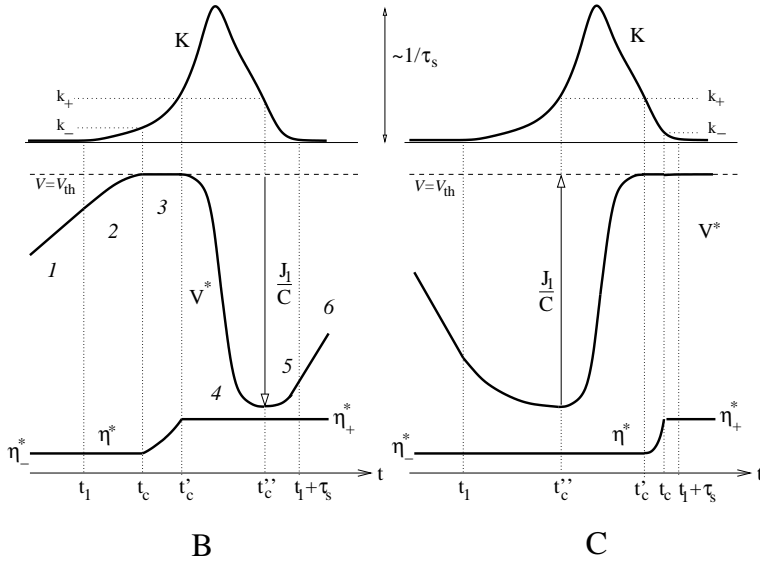 K
~1/τs
K
k+
k−
k+
k−
V=Vth
V=Vth
1
2
3
V*
J1
C
6
5
4
J1
C
V*
η−*
η*
η+*
η−*
η*
η+*
t1 tc t'c t''c t1+τs t
t1 t''c t'c tc t1+τs t
B
C